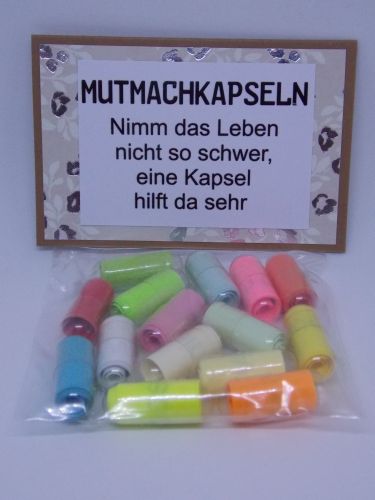 MUTMACHKAPSELN
Nimm das Leben
nicht so schwer,
eine Kapsel
hilft da sehr